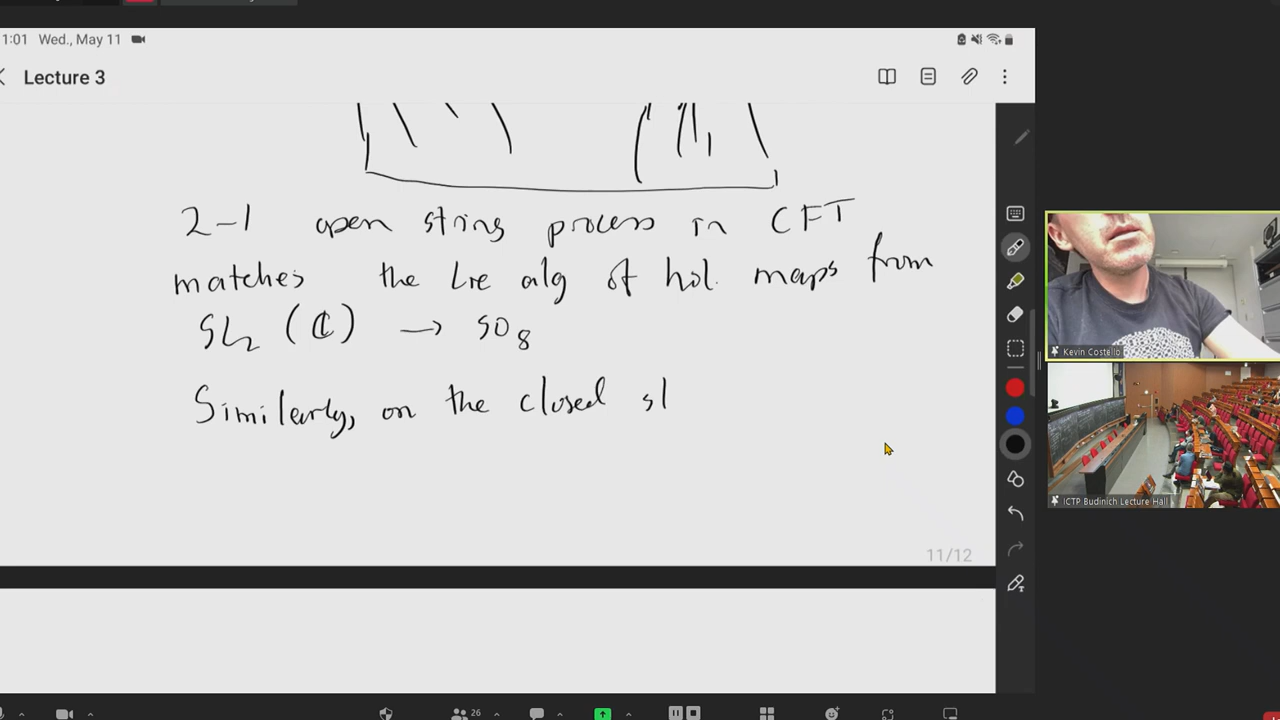 1:01 Wed., May 11
Lecture 3
2-1 open string process in CFT
matches the Lie alg of hol. maps from
SL₂ (ℂ) → so₈
Similarly, on the closed sl
11/12
Kevin Costello
ICTP Budinich Lecture Hall
26